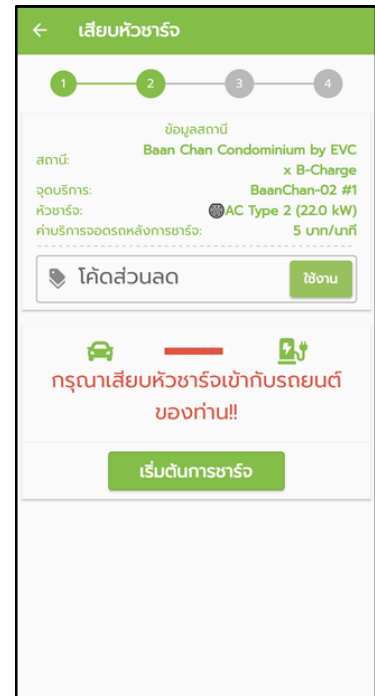 เสียบหัวชาร์จ
1 2 3 4
ข้อมูลสถานี
สถานี: Baan Chan Condominium by EVC
x B-Charge
จุดบริการ: BaanChan-02 #1
หัวชาร์จ: AC Type 2 (22.0 kW)
ค่าบริการจอดรถหลังการชาร์จ: 5 บาท/นาที
โค้ดส่วนลด ใช้งาน
กรุณาเสียบหัวชาร์จเข้ากับรถยนต์
ของท่าน!!
เริ่มต้นการชาร์จ